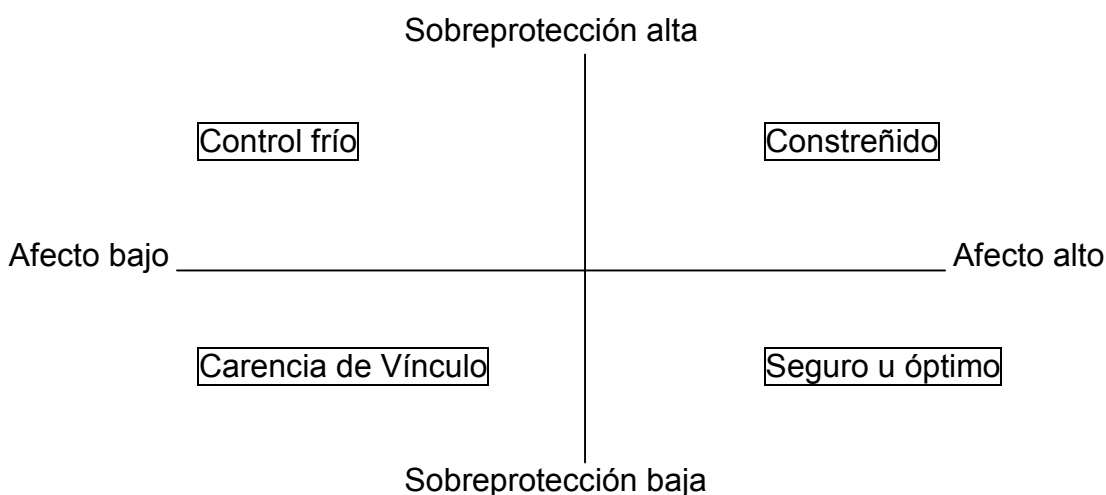 Sobreprotección alta
Control frío
Constreñido
Afecto bajo
Afecto alto
Carencia de Vínculo
Seguro u óptimo
Sobreprotección baja